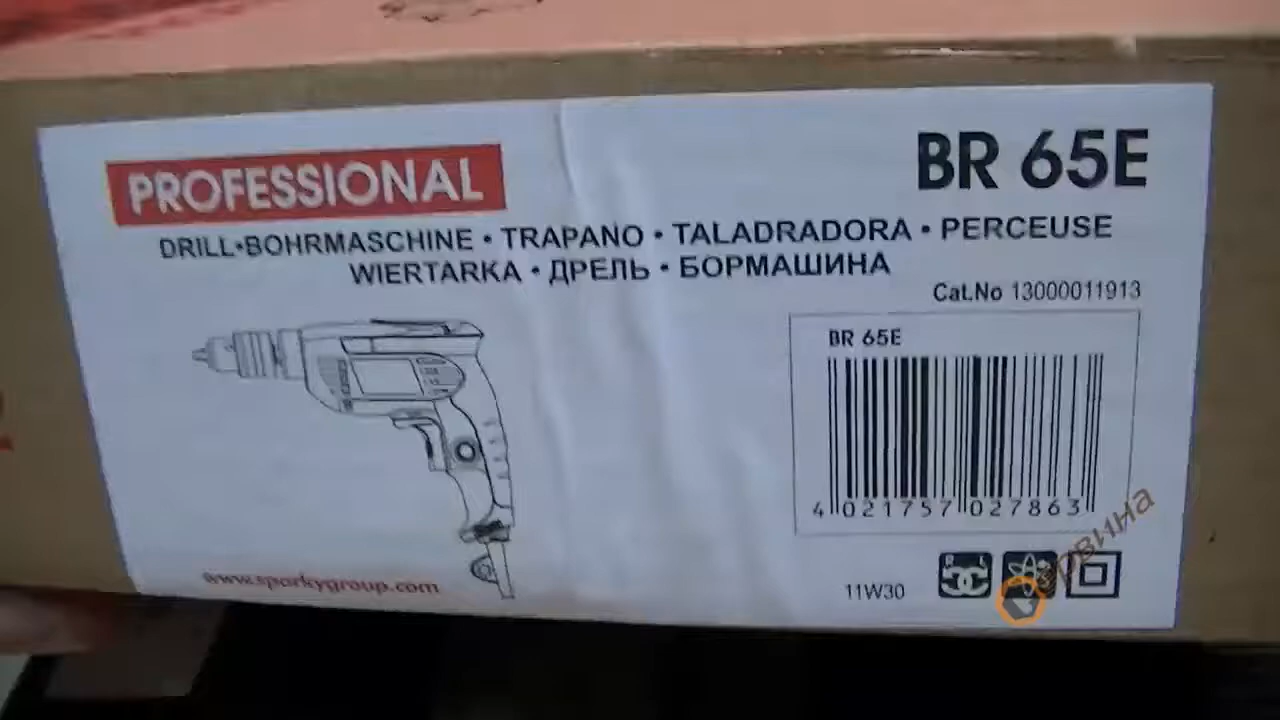 PROFESSIONAL
BR 65E
DRILL•BOHRMASCHINE • TRAPANO • TALADRADORA • PERCEUSE
WIERTARKA • ДРЕЛЬ • БОРМАШИНА
Cat.No 13000011913
BR 65E
4 021757 027863
www.sparkygroup.com
11W30